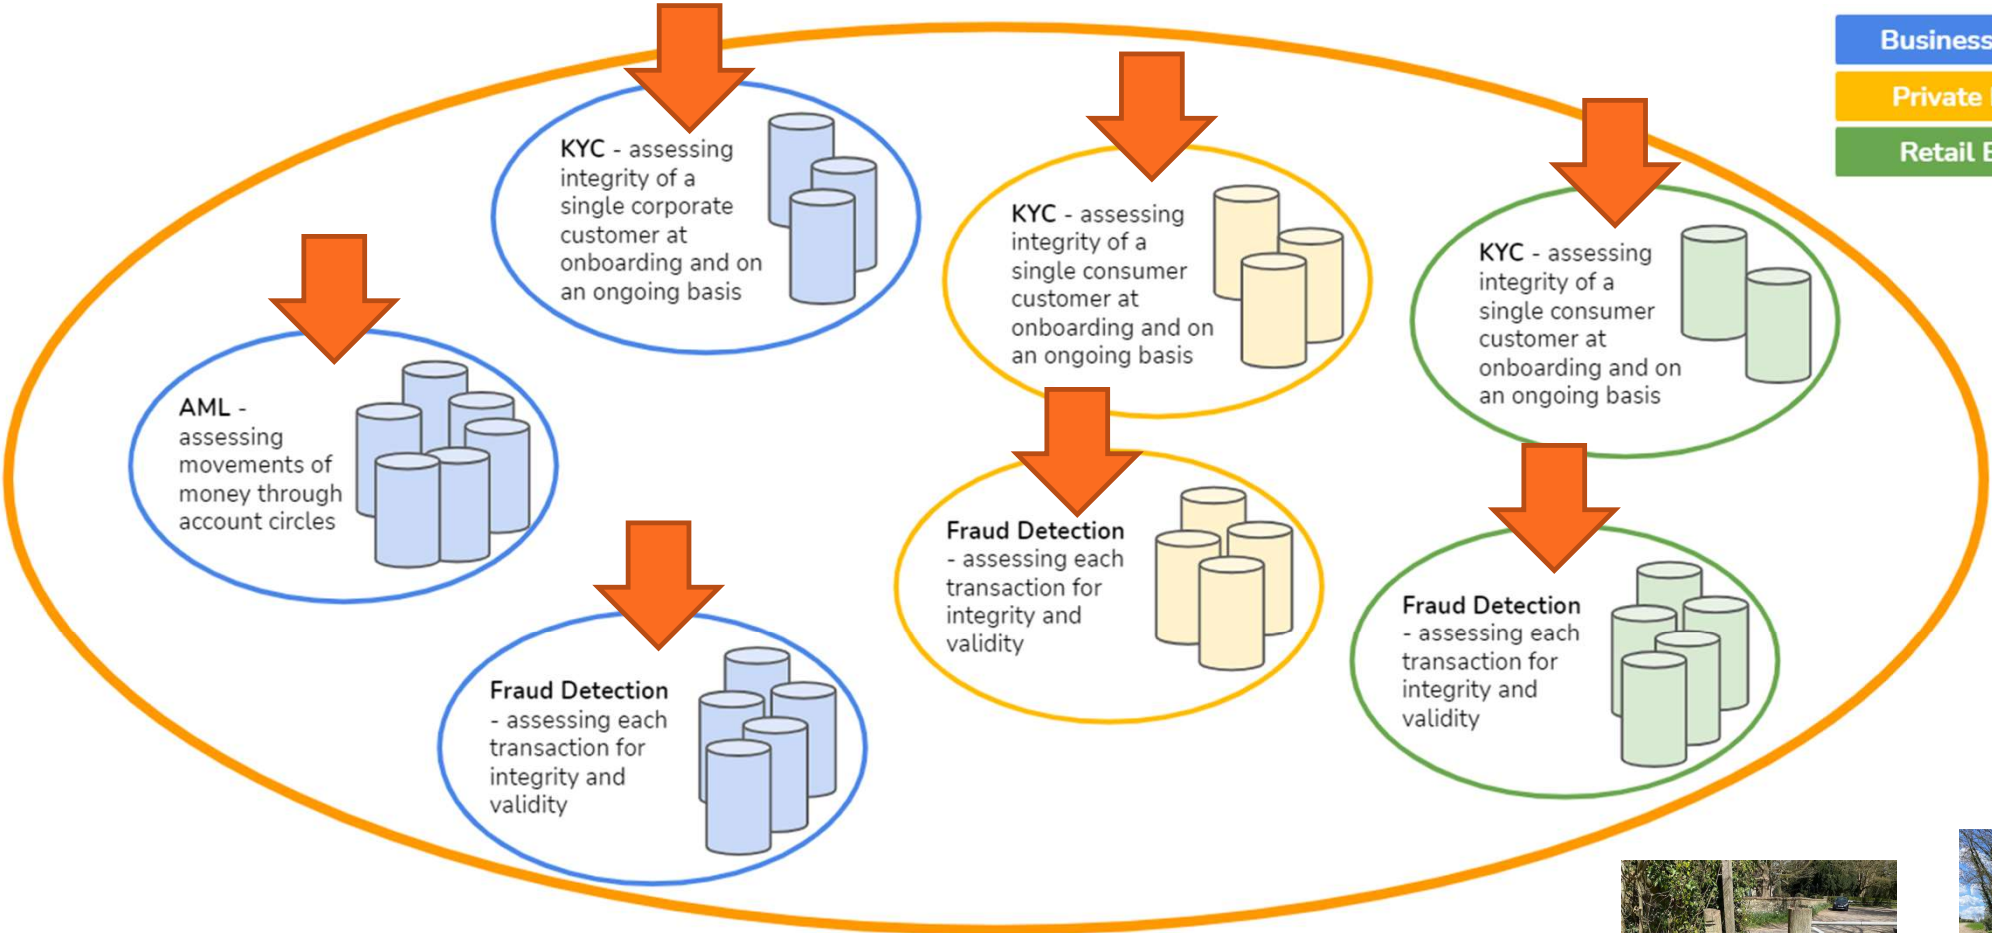 Business
Private
Retail
KYC - assessing
integrity of a
single corporate
customer at
onboarding and on
an ongoing basis
KYC - assessing
integrity of a
single consumer
customer at
onboarding and on
an ongoing basis
KYC - assessing
integrity of a
single consumer
customer at
onboarding and on
an ongoing basis
AML -
assessing
movements of
money through
account circles
Fraud Detection
- assessing each
transaction for
integrity and
validity
Fraud Detection
- assessing each
transaction for
integrity and
validity
Fraud Detection
- assessing each
transaction for
integrity and
validity